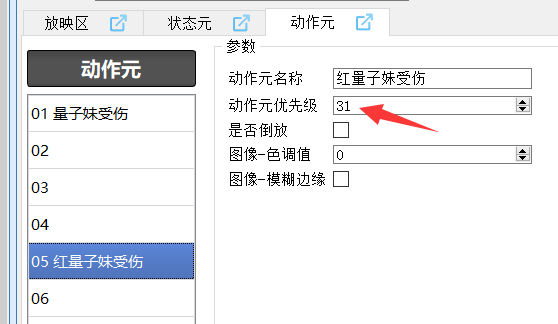 放映区 状态元 动作元
动作元
01 量子妹受伤
02
03
04
05 红量子妹受伤
06
参数
动作元名称 红量子妹受伤
动作元优先级 31
是否倒放
图像-色调值 0
图像-模糊边缘